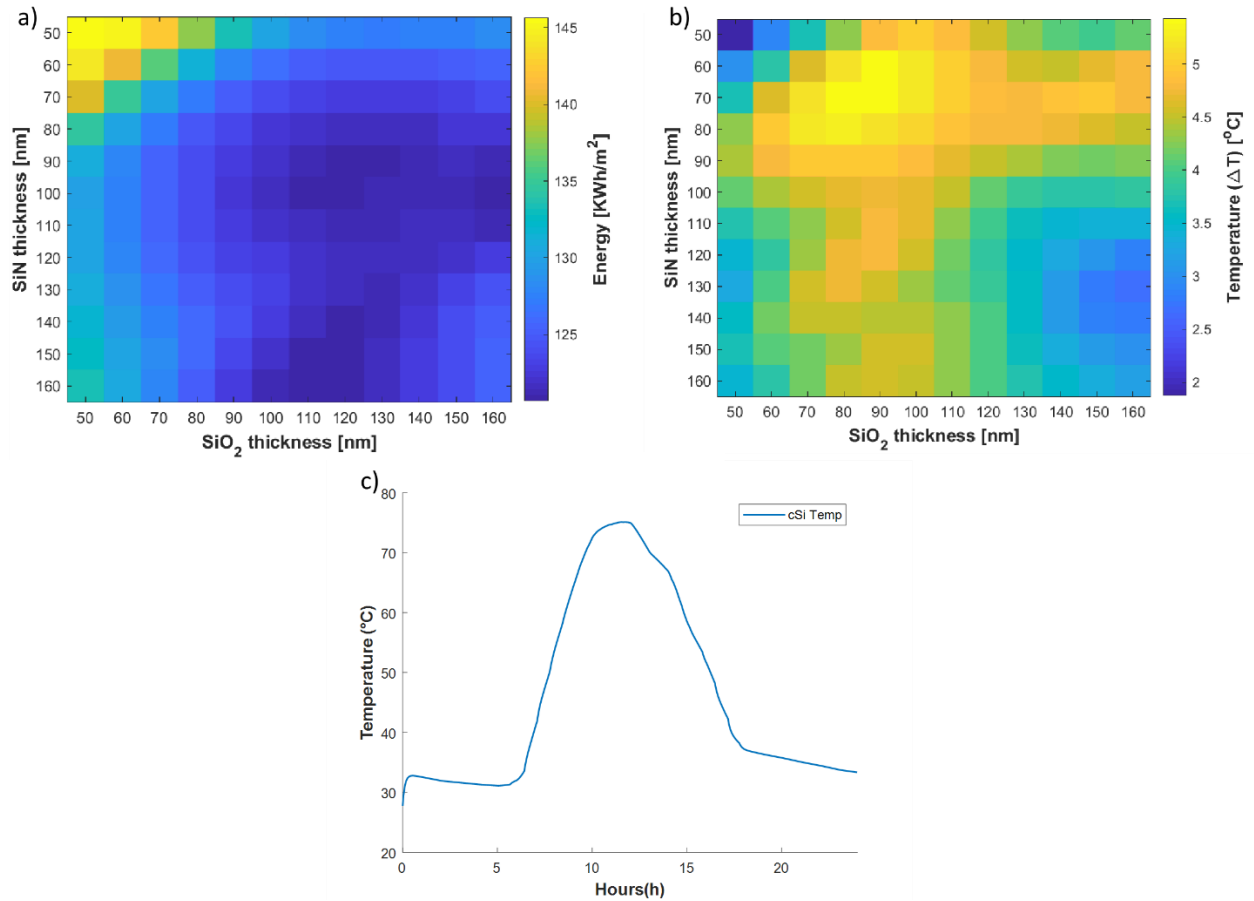 a)
50
60
70
80
90
100
110
120
130
140
150
160
SiN thickness [nm]
50 60 70 80 90 100 110 120 130 140 150 160
SiO2 thickness [nm]
145
140
135
130
125
Energy [KWh/m2]
b)
50
60
70
80
90
100
110
120
130
140
150
160
SiN thickness [nm]
50 60 70 80 90 100 110 120 130 140 150 160
SiO2 thickness [nm]
5
4.5
4
3.5
3
2.5
2
Temperature (Δ T) [°C]
c)
80
70
60
50
40
30
20
Temperature (°C)
0 5 10 15 20
Hours(h)
cSi Temp